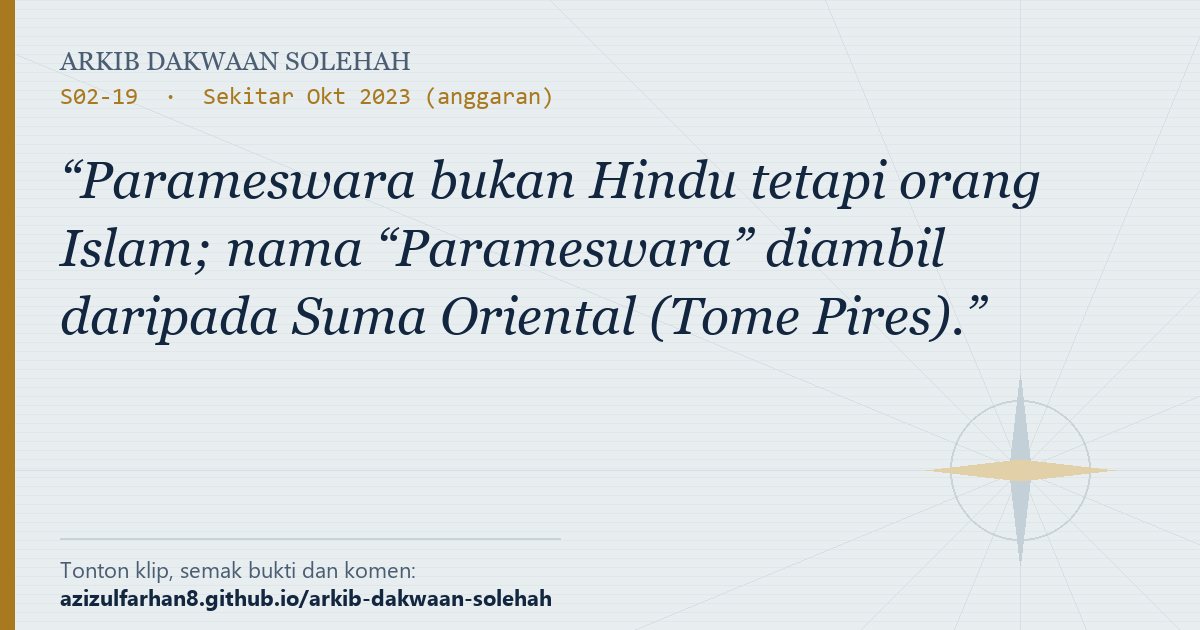 ARKIB DAKWAAN SOLEHAH
S02-19 · Sekitar Okt 2023 (anggaran)
“Parameswara bukan Hindu tetapi orang
Islam; nama “Parameswara” diambil
daripada Suma Oriental (Tome Pires).”
Tonton klip, semak bukti dan komen:
azizulfarhan8.github.io/arkib-dakwaan-solehah